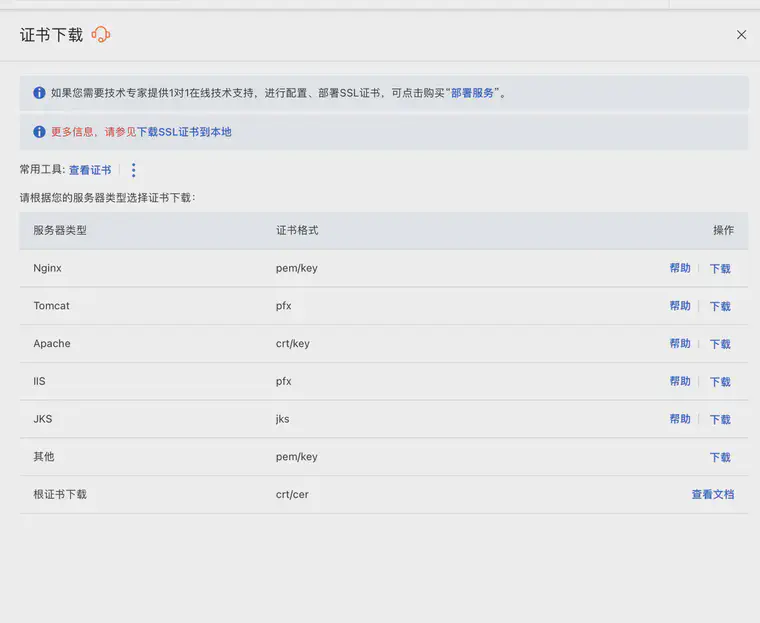 证书下载
如果您需要技术专家提供1对1在线技术支持，进行配置、部署SSL证书，可点击购买“部署服务”。
更多信息，请参见下载SSL证书到本地
常用工具: 查看证书
请根据您的服务器类型选择证书下载：
服务器类型 证书格式 操作
Nginx pem/key 帮助 下载
Tomcat pfx 帮助 下载
Apache crt/key 帮助 下载
IIS pfx 帮助 下载
JKS jks 帮助 下载
其他 pem/key 下载
根证书下载 crt/cer 查看文档